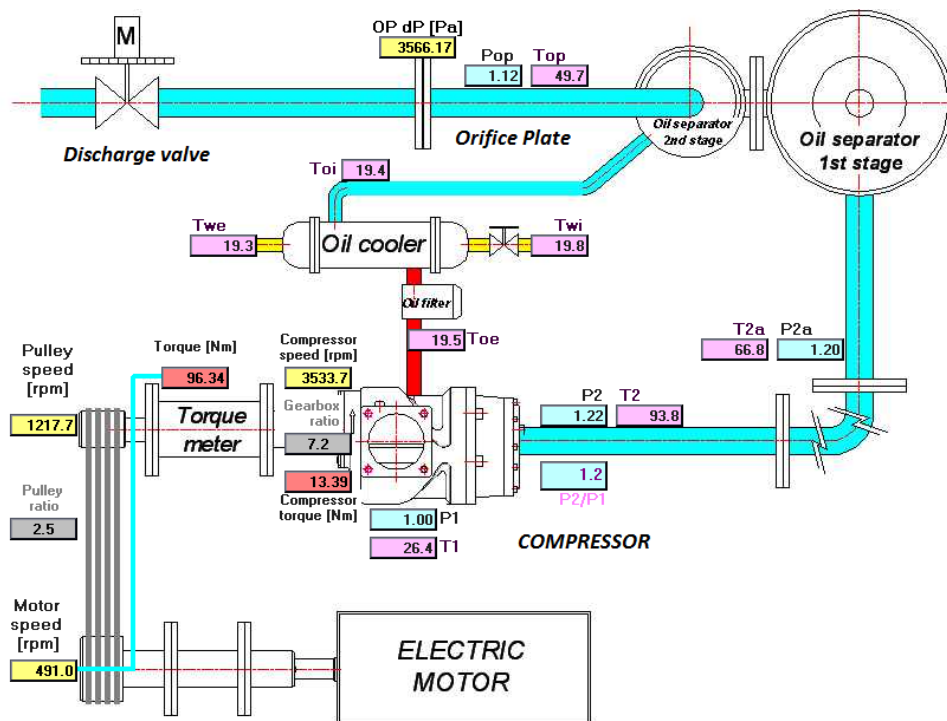 M
OP dP [Pa]
3566.17
Pop
Top
1.12
49.7
Discharge valve
Orifice Plate
Oil separator
2nd stage
Oil separator
1st stage
Toi
19.4
Twe
19.3
Oil cooler
Twi
19.8
Oil filter
19.5
Toe
T2a
P2a
66.8
1.20
Pulley
speed
[rpm]
1217.7
Torque [Nm]
96.34
Compressor
speed [rpm]
3533.7
Torque
meter
Gearbox
ratio
7.2
13.39
Compressor
torque [Nm]
P2
T2
1.22
93.8
1.2
P2/P1
Pulley
ratio
2.5
1.00
P1
26.4
T1
COMPRESSOR
Motor
speed
[rpm]
491.0
ELECTRIC
MOTOR